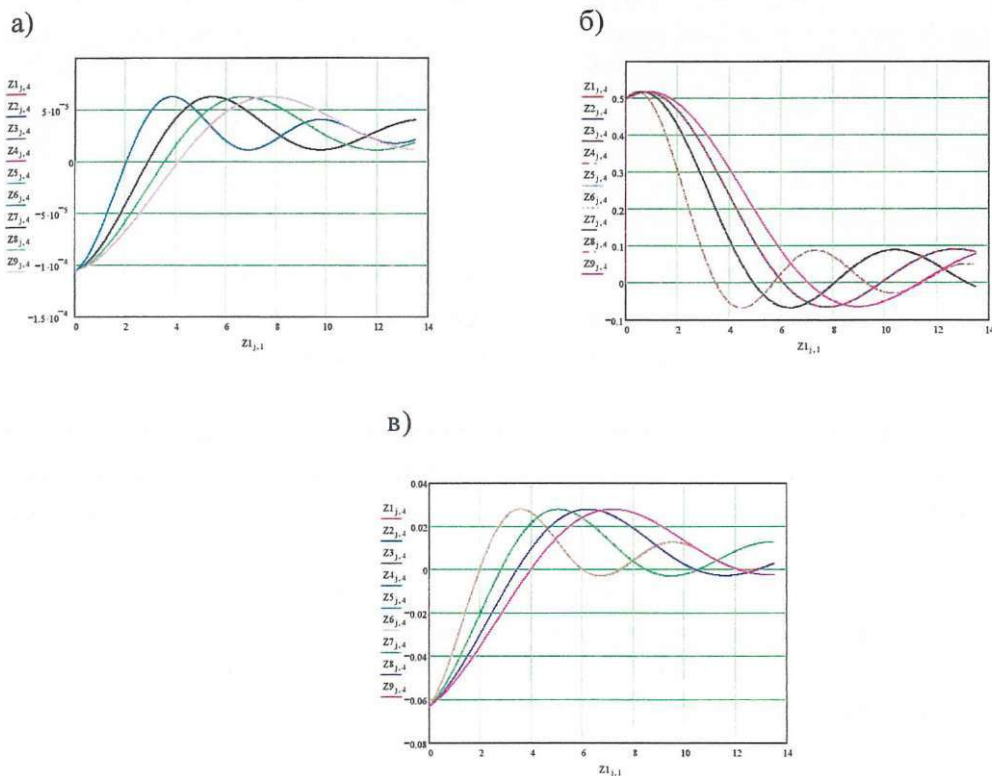 а)
Z1j,4
Z2j,4
Z3j,4
Z4j,4
Z5j,4
Z6j,4
Z7j,4
Z8j,4
Z9j,4
5·10⁻⁵
0
−5·10⁻⁵
−1·10⁻⁴
−1.5·10⁻⁴
0 2 4 6 8 10 12 14
Z1j,1
б)
Z1j,4
Z2j,4
Z3j,4
Z4j,4
Z5j,4
Z6j,4
Z7j,4
Z8j,4
Z9j,4
0.5
0.4
0.3
0.2
0.1
0
−0.1
0 2 4 6 8 10 12 14
Z1j,1
в)
Z1j,4
Z2j,4
Z3j,4
Z4j,4
Z5j,4
Z6j,4
Z7j,4
Z8j,4
Z9j,4
0.04
0.02
0
−0.02
−0.04
−0.06
−0.08
0 2 4 6 8 10 12 14
Z1j,1